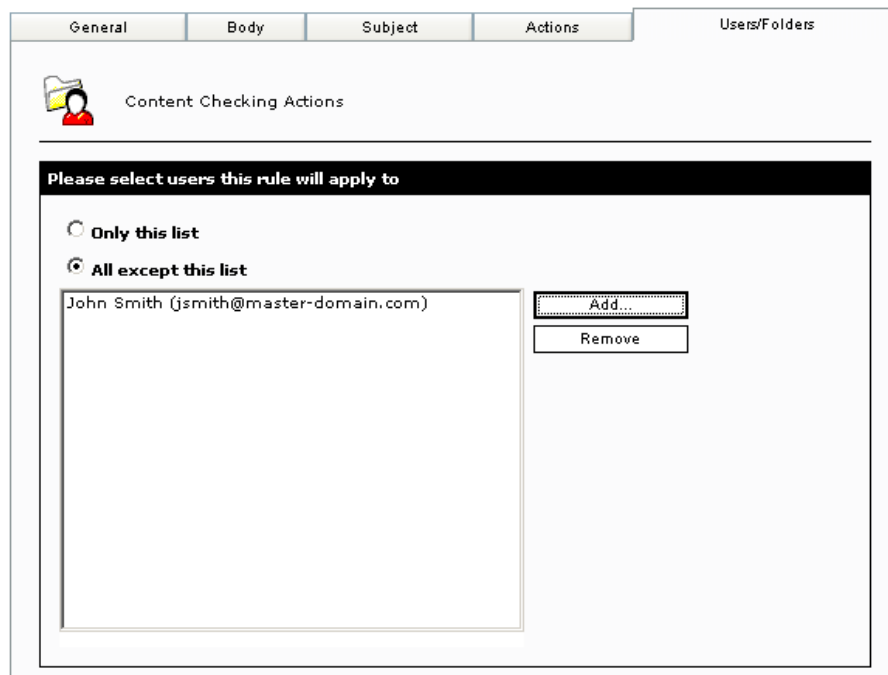 General Body Subject Actions Users/Folders
Content Checking Actions
Please select users this rule will apply to
Only this list
All except this list
John Smith (jsmith@master-domain.com)
Add...
Remove